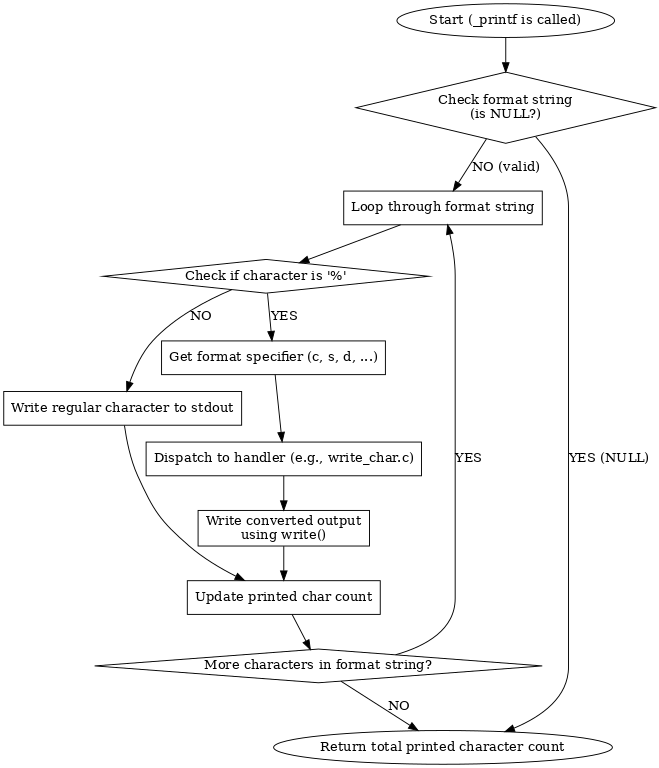 Start (_printf is called)
Check format string
(is NULL?)
NO (valid)
Loop through format string
Check if character is '%'
NO
YES
Get format specifier (c, s, d, ...)
Write regular character to stdout
Dispatch to handler (e.g., write_char.c)
YES
YES (NULL)
Write converted output
using write()
Update printed char count
More characters in format string?
NO
Return total printed character count